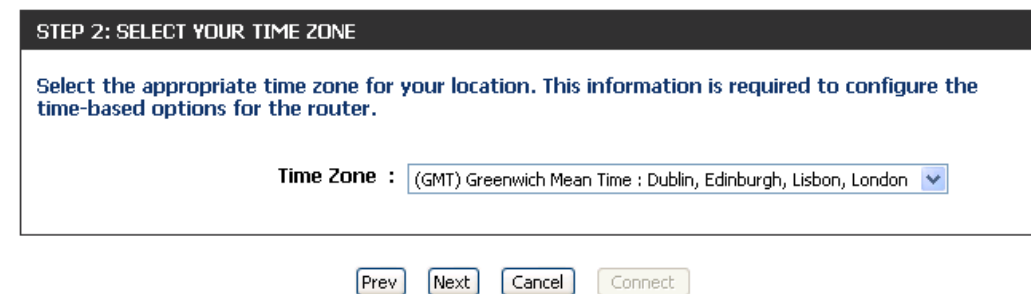 STEP 2: SELECT YOUR TIME ZONE
Select the appropriate time zone for your location. This information is required to configure the
time-based options for the router.
Time Zone : (GMT) Greenwich Mean Time : Dublin, Edinburgh, Lisbon, London
Prev Next Cancel Connect